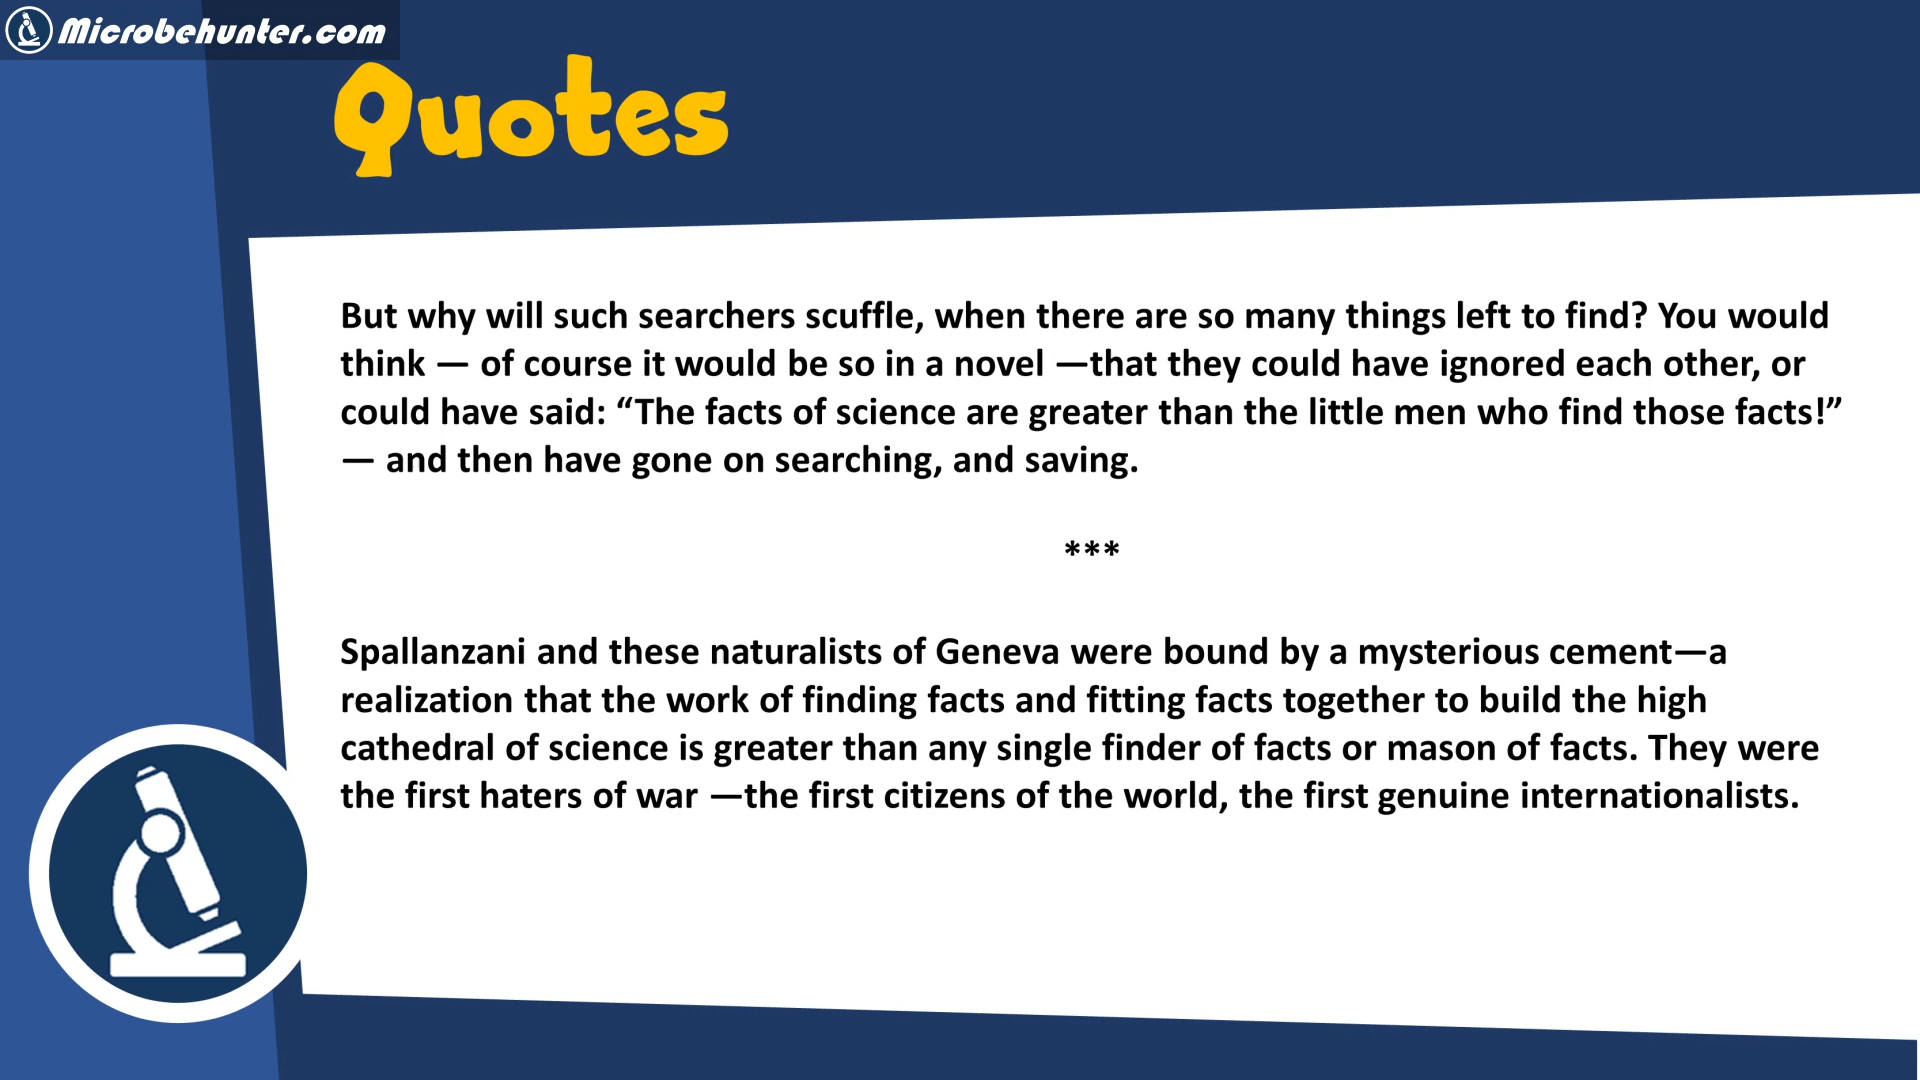 Microbehunter.com
Quotes
But why will such searchers scuffle, when there are so many things left to find? You would
think — of course it would be so in a novel —that they could have ignored each other, or
could have said: “The facts of science are greater than the little men who find those facts!”
— and then have gone on searching, and saving.
***
Spallanzani and these naturalists of Geneva were bound by a mysterious cement—a
realization that the work of finding facts and fitting facts together to build the high
cathedral of science is greater than any single finder of facts or mason of facts. They were
the first haters of war —the first citizens of the world, the first genuine internationalists.